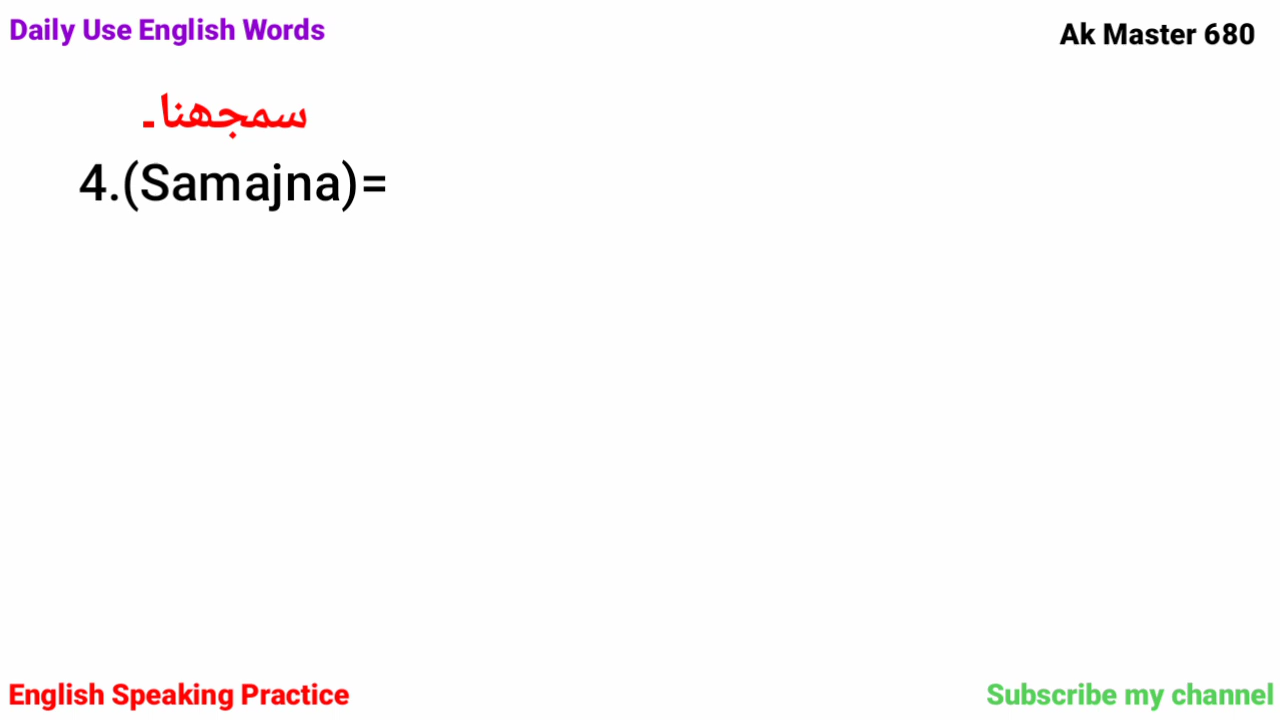 Daily Use English Words
Ak Master 680
سمجھنا۔
4.(Samajna)=
English Speaking Practice
Subscribe my channel